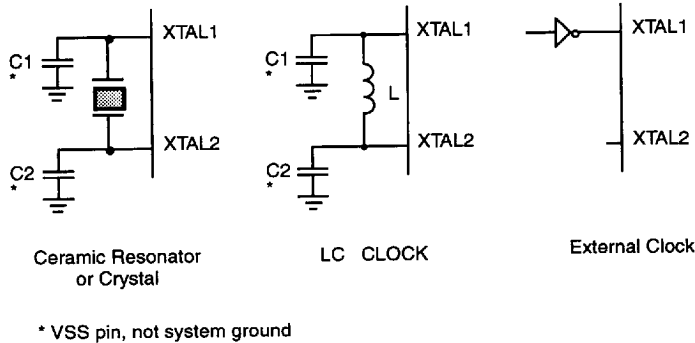 XTAL1
C1
*
XTAL2
C2
*
Ceramic Resonator
or Crystal
XTAL1
C1
*
L
XTAL2
C2
*
LC CLOCK
XTAL1
XTAL2
External Clock
* VSS pin, not system ground